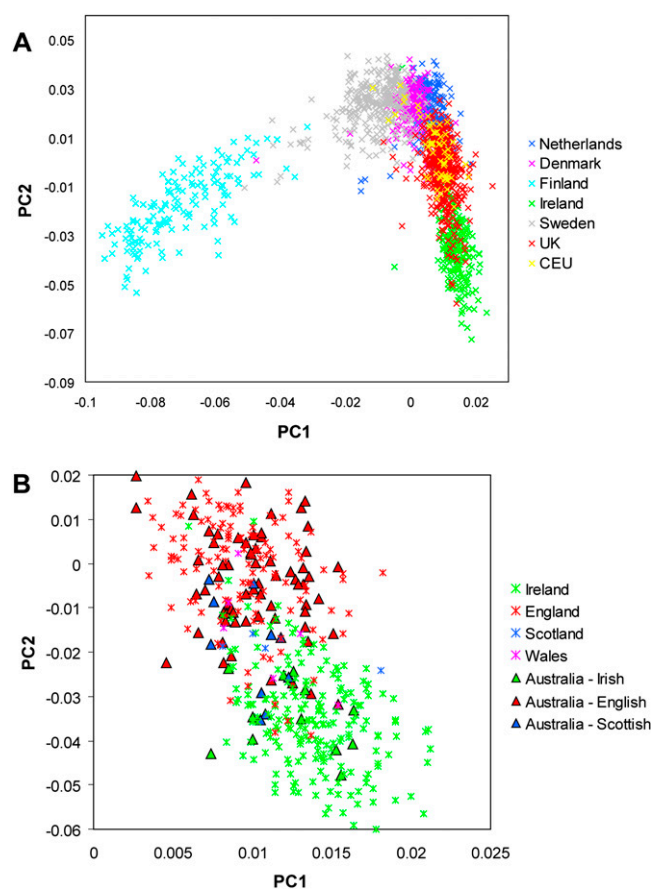 A
0.05
0.03
0.01
-0.01
-0.03
-0.05
-0.07
-0.09
PC2
-0.1
-0.08
-0.06
-0.04
-0.02
0
0.02
PC1
Netherlands
Denmark
Finland
Ireland
Sweden
UK
CEU
B
0.02
0.01
0
-0.01
-0.02
-0.03
-0.04
-0.05
-0.06
PC2
0
0.005
0.01
0.015
0.02
0.025
PC1
Ireland
England
Scotland
Wales
Australia - Irish
Australia - English
Australia - Scottish